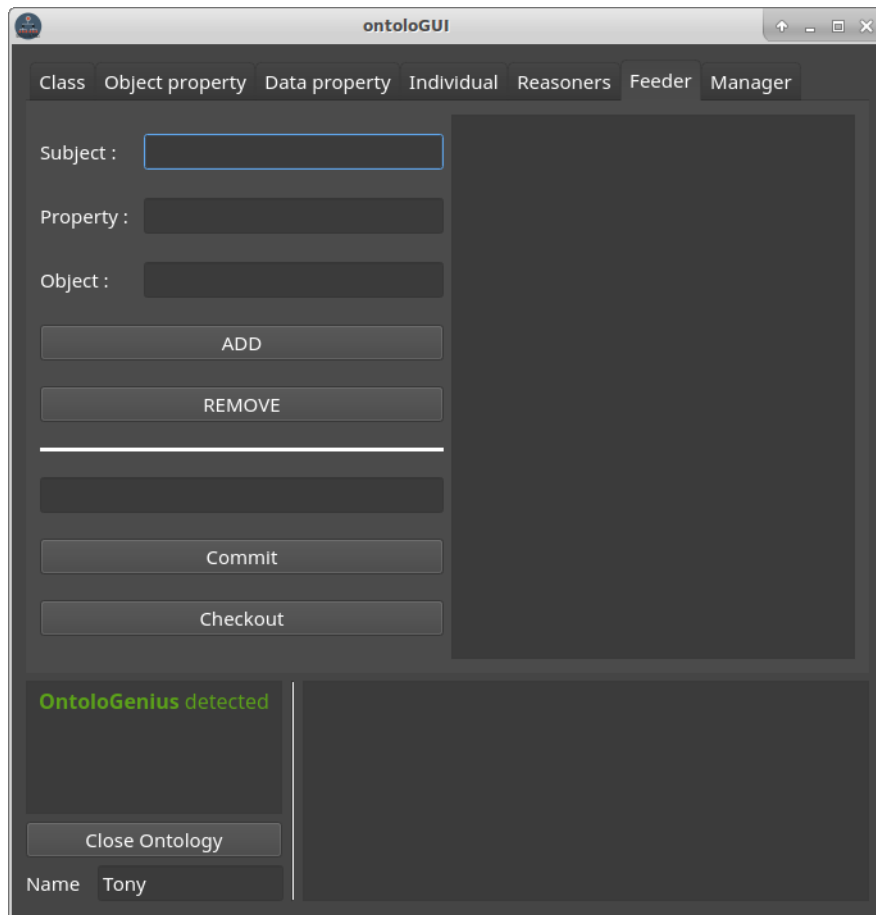 ontoloGUI
Class Object property Data property Individual Reasoners Feeder Manager
Subject :
Property :
Object :
ADD
REMOVE
Commit
Checkout
OntoloGenius detected
Close Ontology
Name Tony